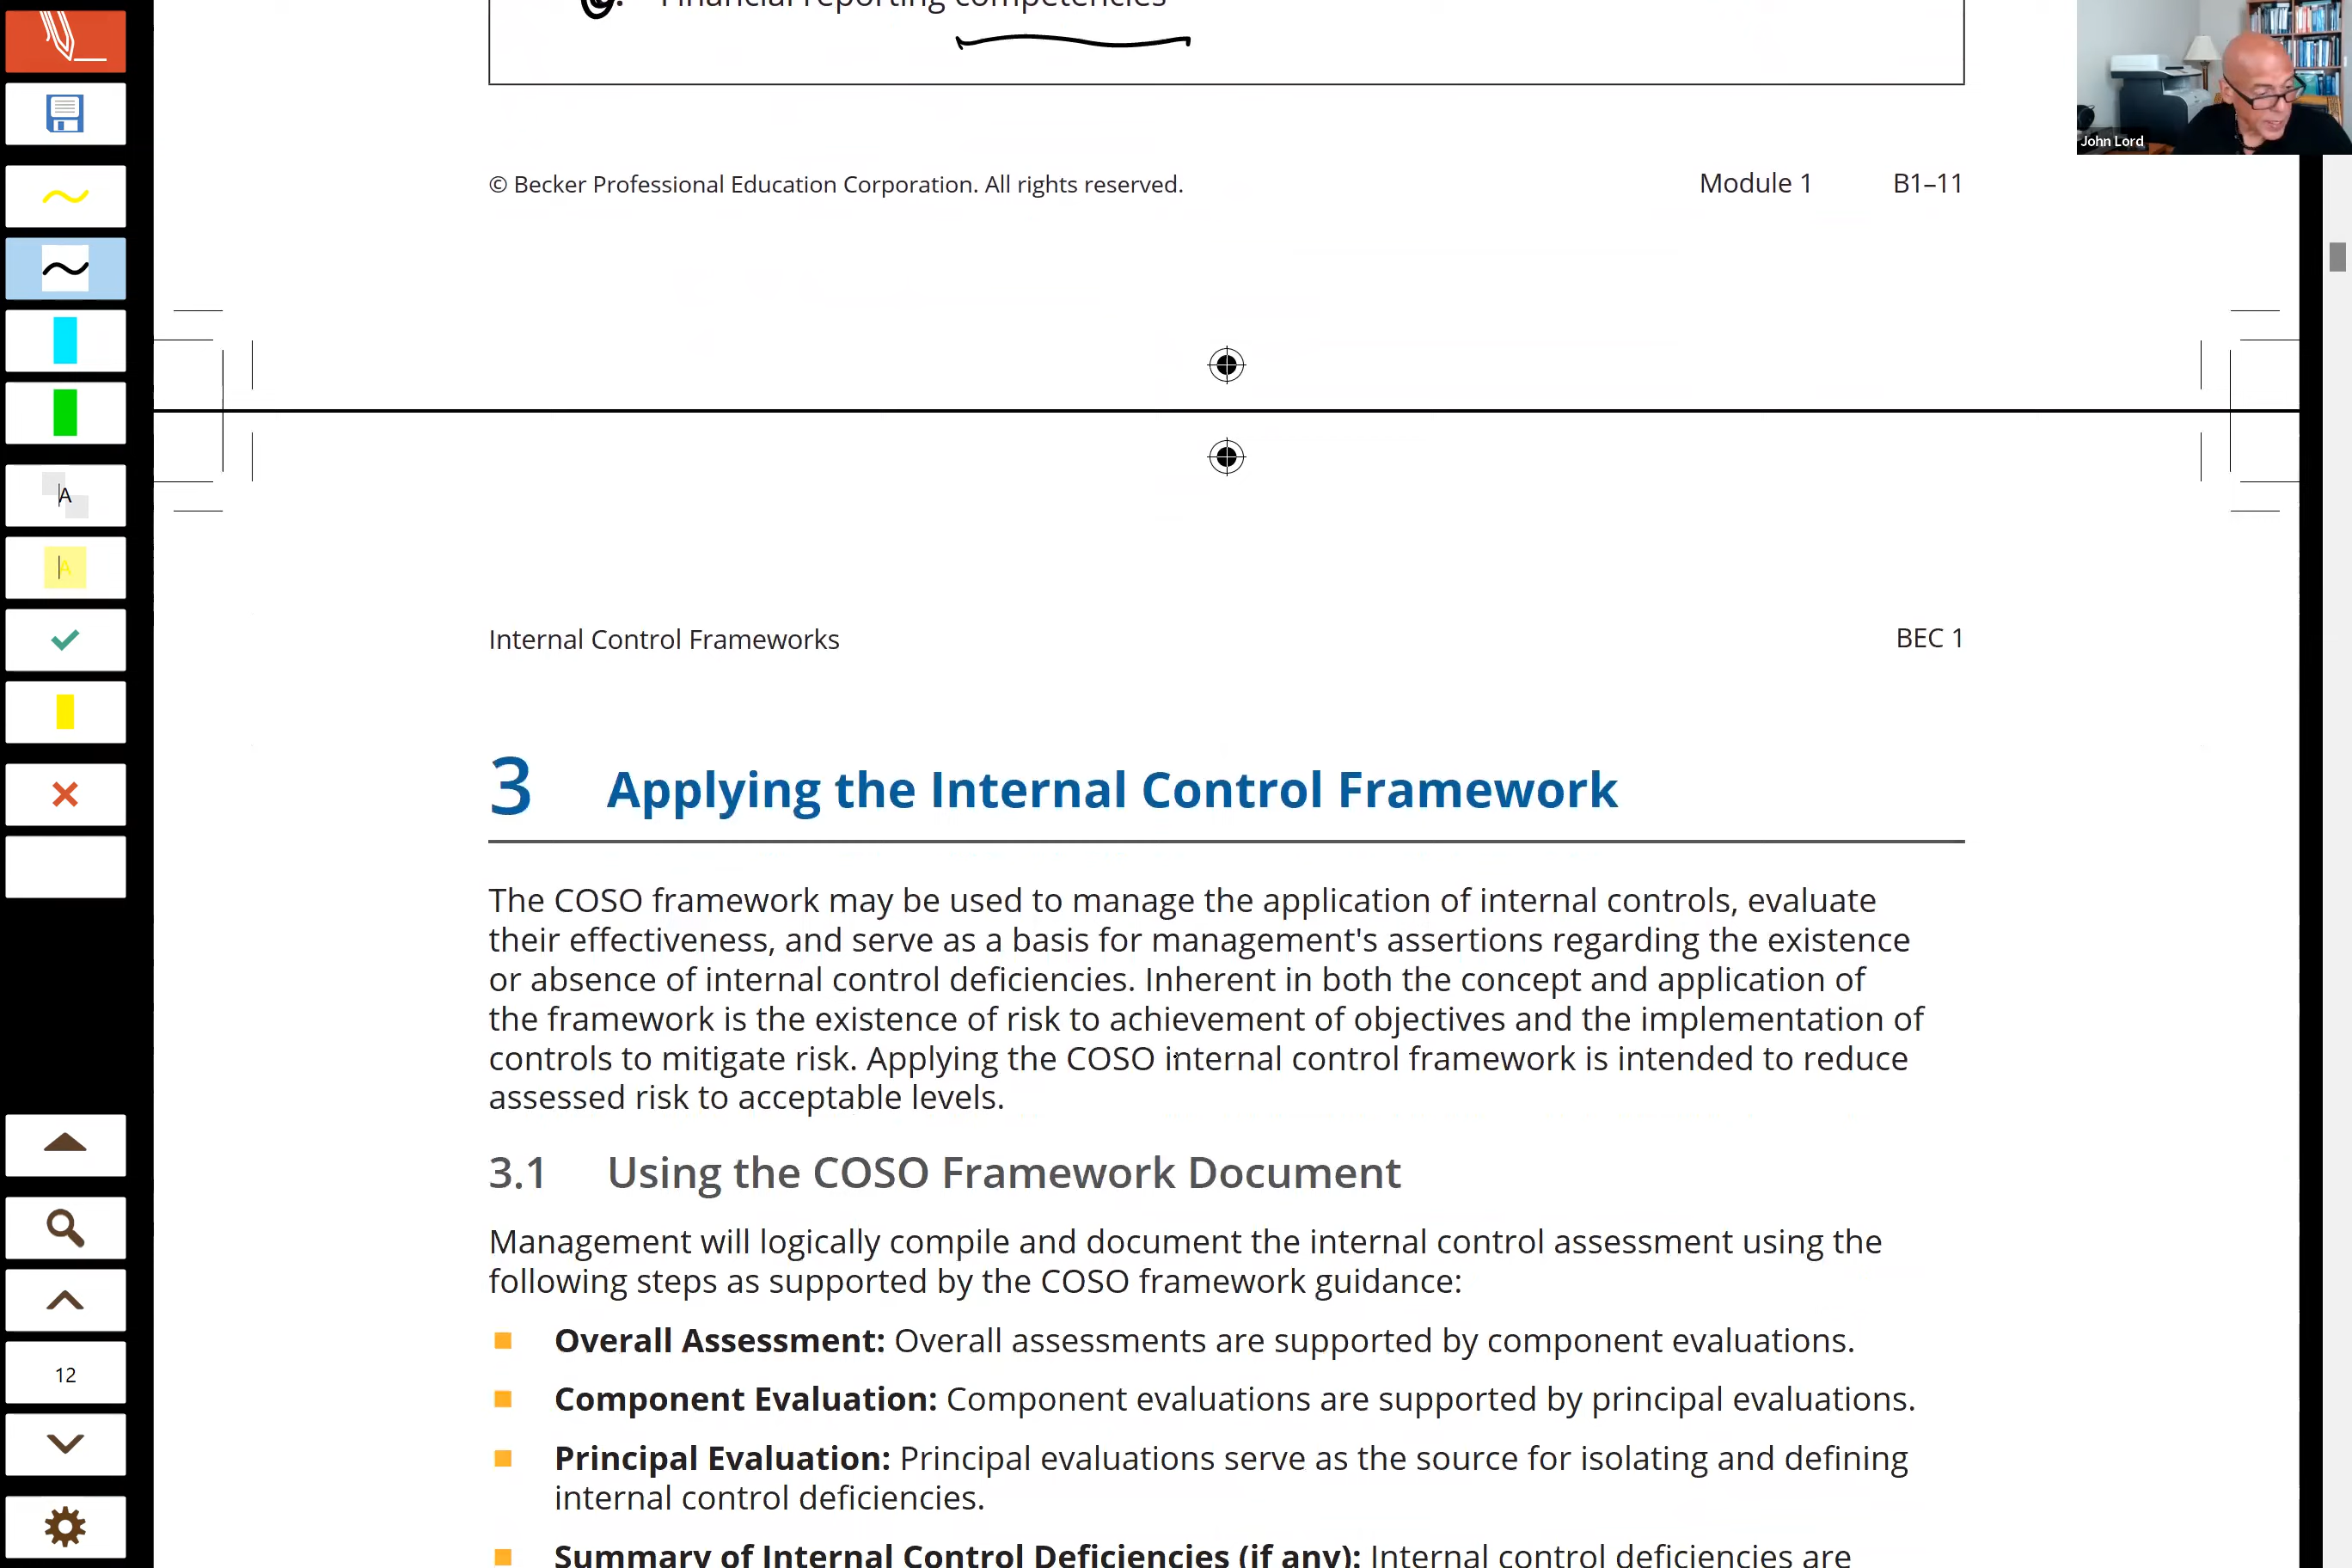 Financial reporting competencies
John Lord
© Becker Professional Education Corporation. All rights reserved. Module 1 B1–11
A
A
Internal Control Frameworks BEC 1
3 Applying the Internal Control Framework
The COSO framework may be used to manage the application of internal controls, evaluate
their effectiveness, and serve as a basis for management's assertions regarding the existence
or absence of internal control deficiencies. Inherent in both the concept and application of
the framework is the existence of risk to achievement of objectives and the implementation of
controls to mitigate risk. Applying the COSO internal control framework is intended to reduce
assessed risk to acceptable levels.
3.1 Using the COSO Framework Document
Management will logically compile and document the internal control assessment using the
following steps as supported by the COSO framework guidance:
Overall Assessment: Overall assessments are supported by component evaluations.
Component Evaluation: Component evaluations are supported by principal evaluations.
Principal Evaluation: Principal evaluations serve as the source for isolating and defining
internal control deficiencies.
Summary of Internal Control Deficiencies (if any): Internal control deficiencies are
12